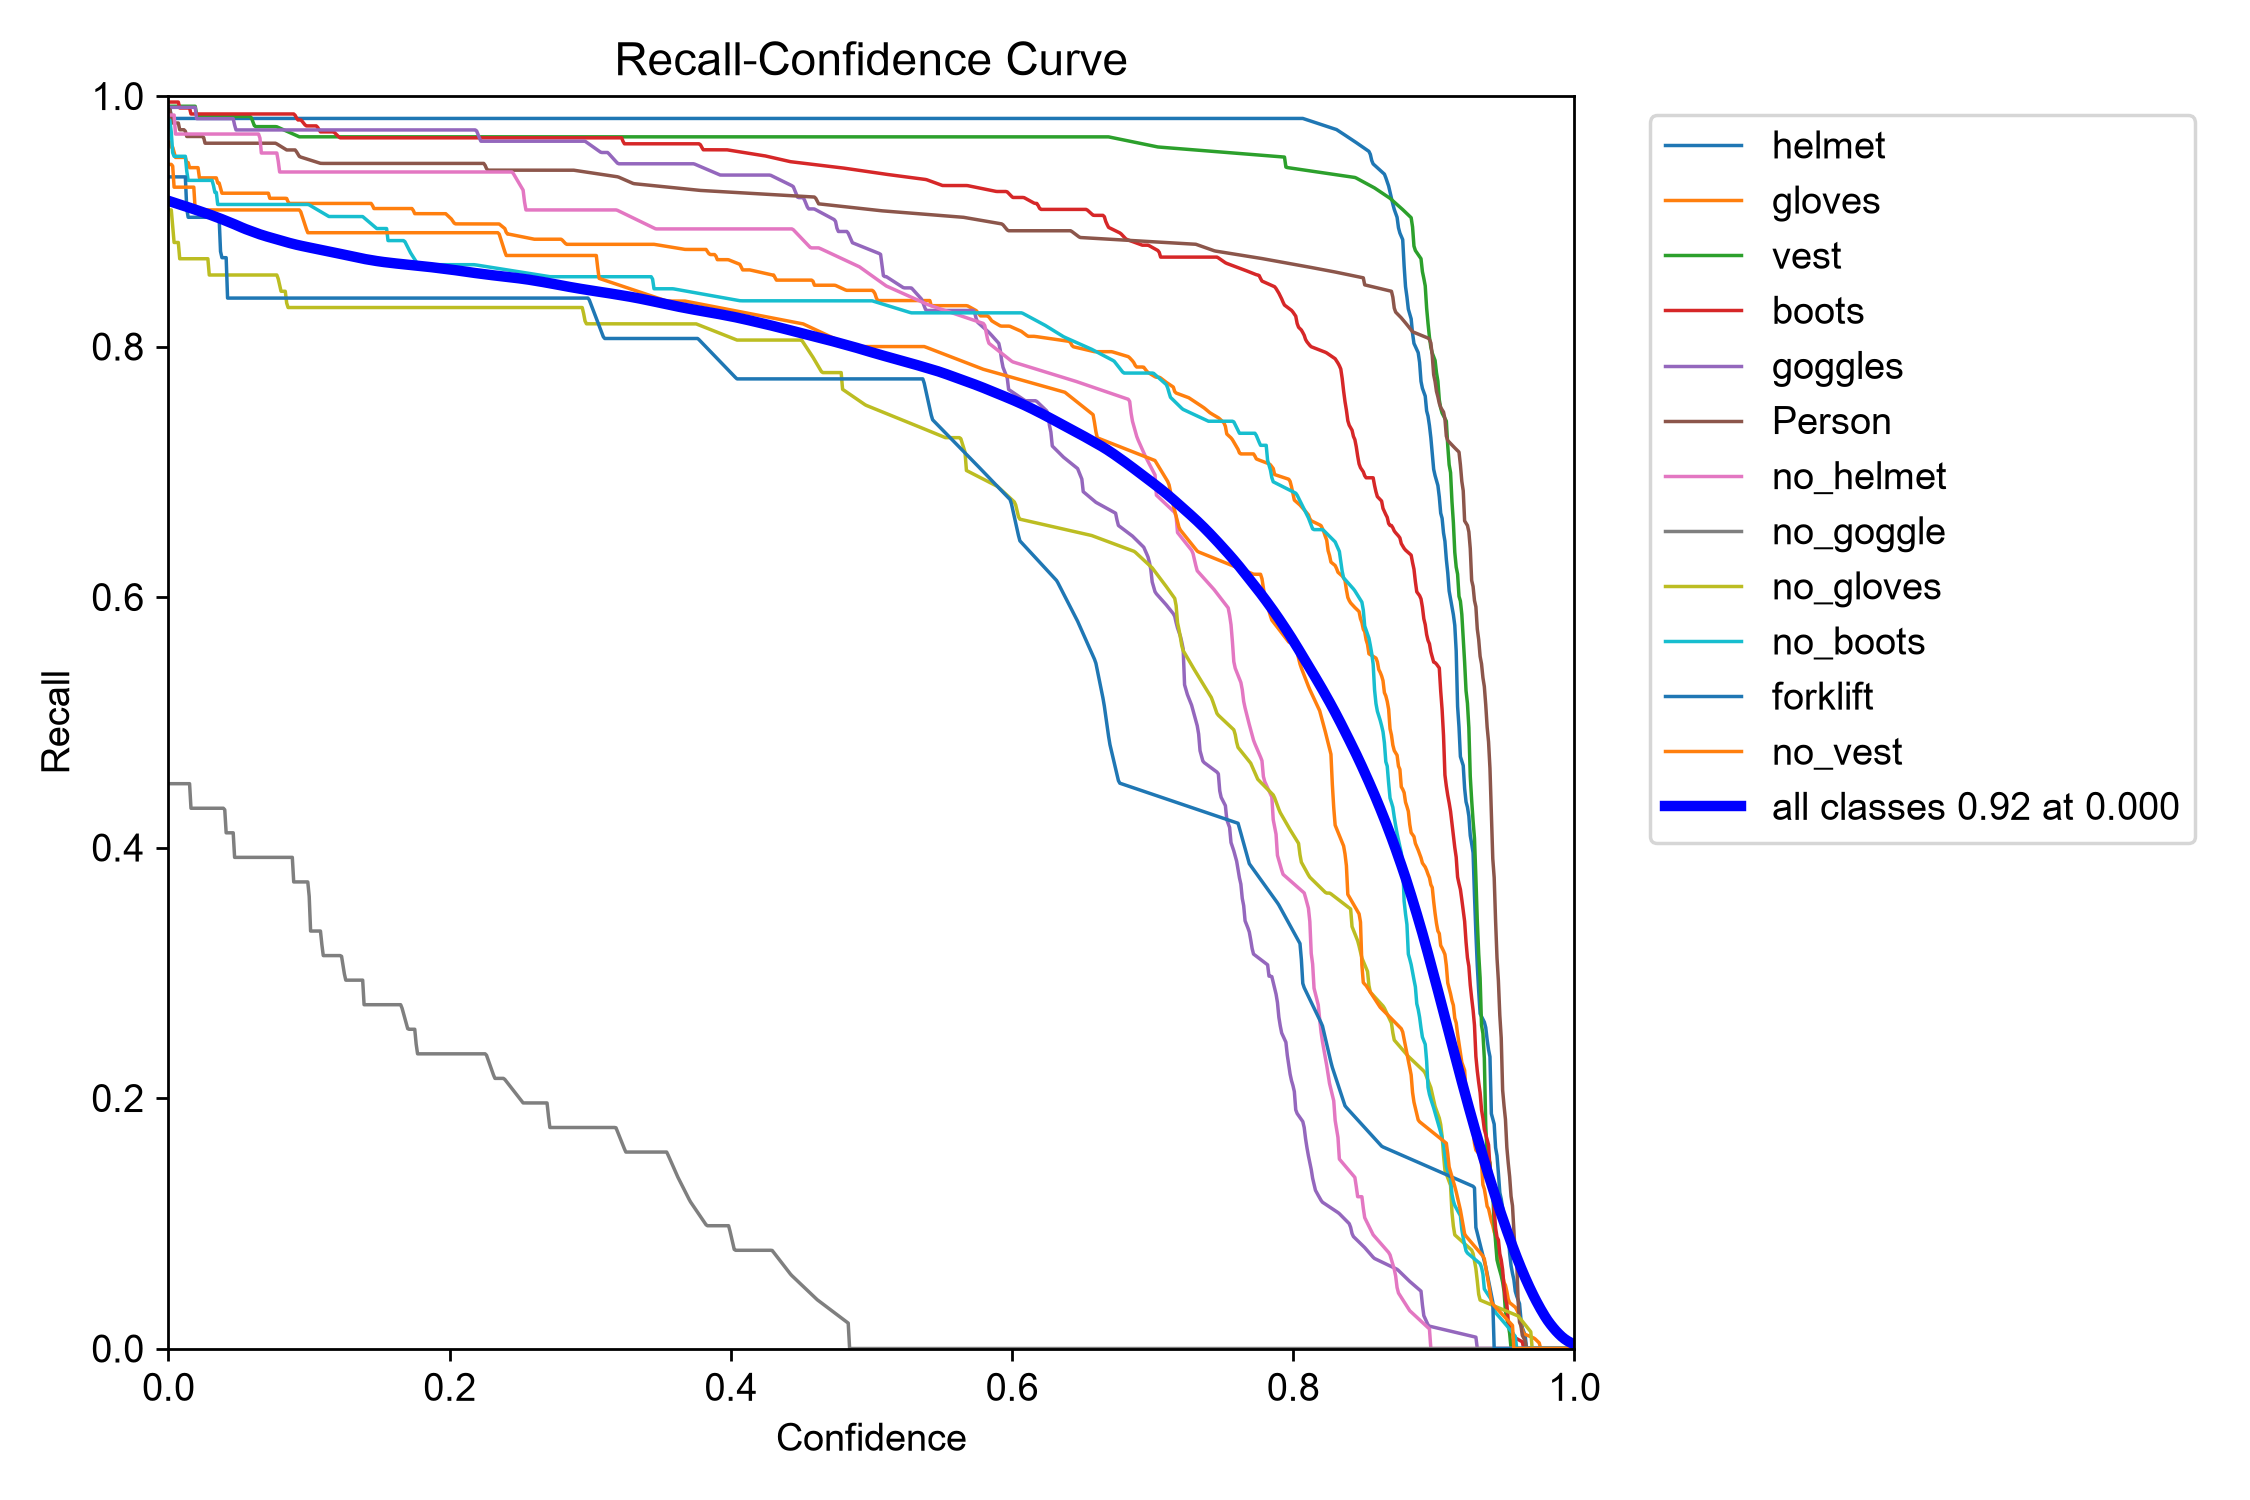 Recall-Confidence Curve
1.0
0.8
0.6
0.4
0.2
0.0
Recall
0.0 0.2 0.4 0.6 0.8 1.0
Confidence
helmet
gloves
vest
boots
goggles
Person
no_helmet
no_goggle
no_gloves
no_boots
forklift
no_vest
all classes 0.92 at 0.000